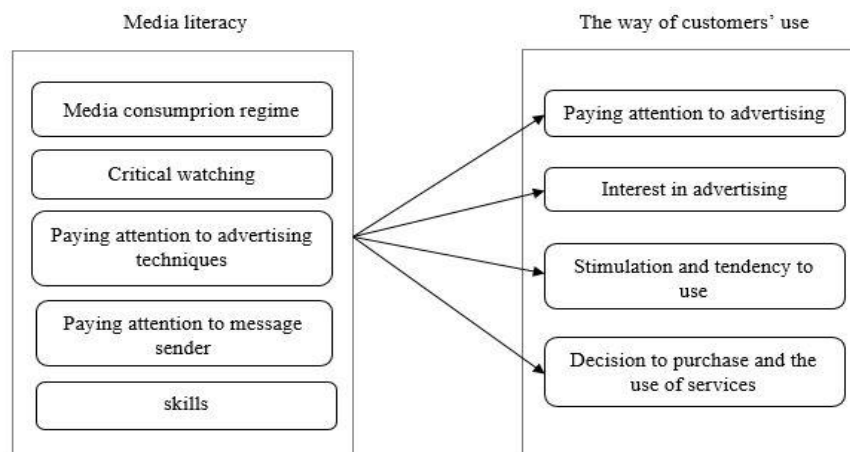 Media literacy
Media consumprion regime
Critical watching
Paying attention to advertising
techniques
Paying attention to message
sender
skills
The way of customers' use
Paying attention to advertising
Interest in advertising
Stimulation and tendency to
use
Decision to purchase and the
use of services